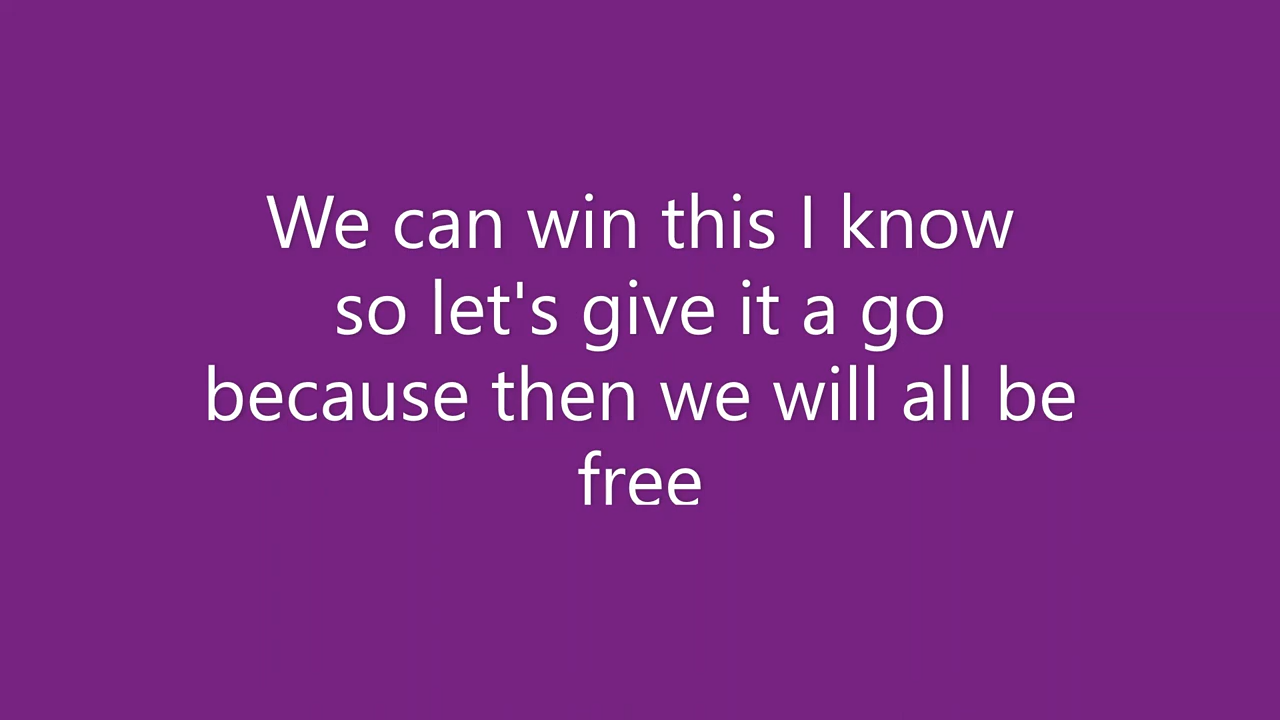 We can win this I know
so let's give it a go
because then we will all be
free